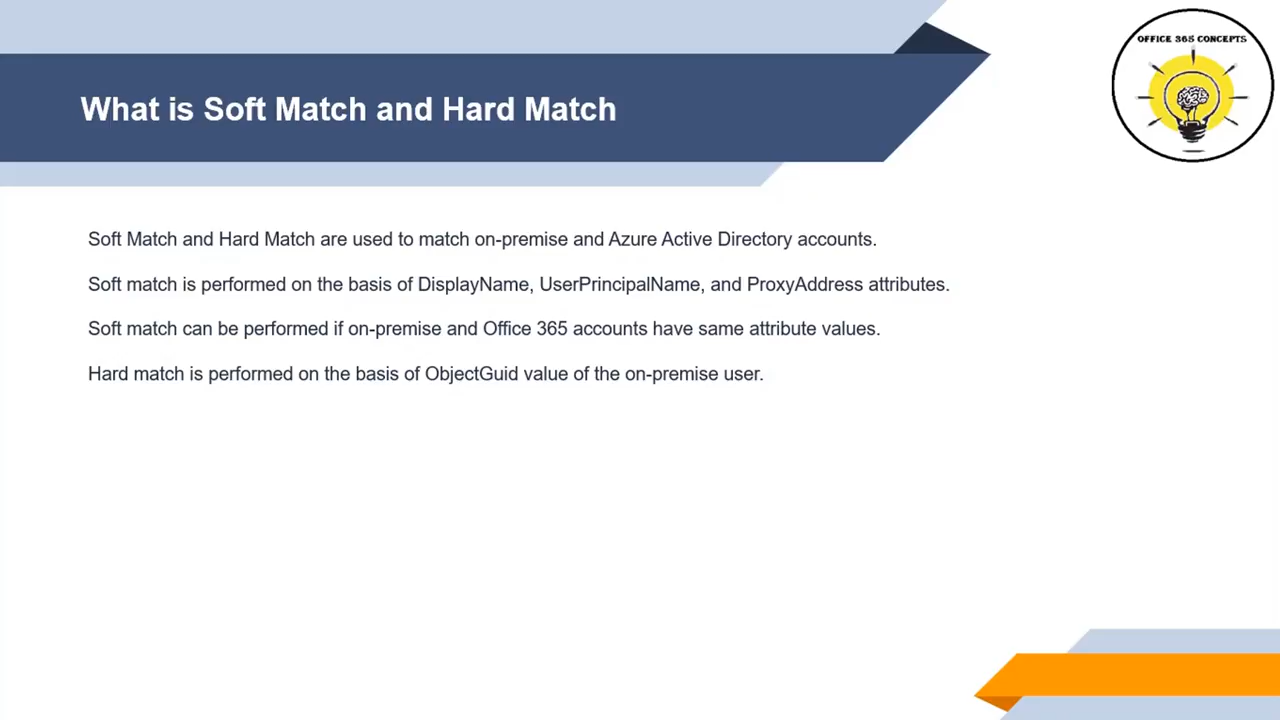 OFFICE 365 CONCEPTS
What is Soft Match and Hard Match
Soft Match and Hard Match are used to match on-premise and Azure Active Directory accounts.
Soft match is performed on the basis of DisplayName, UserPrincipalName, and ProxyAddress attributes.
Soft match can be performed if on-premise and Office 365 accounts have same attribute values.
Hard match is performed on the basis of ObjectGuid value of the on-premise user.